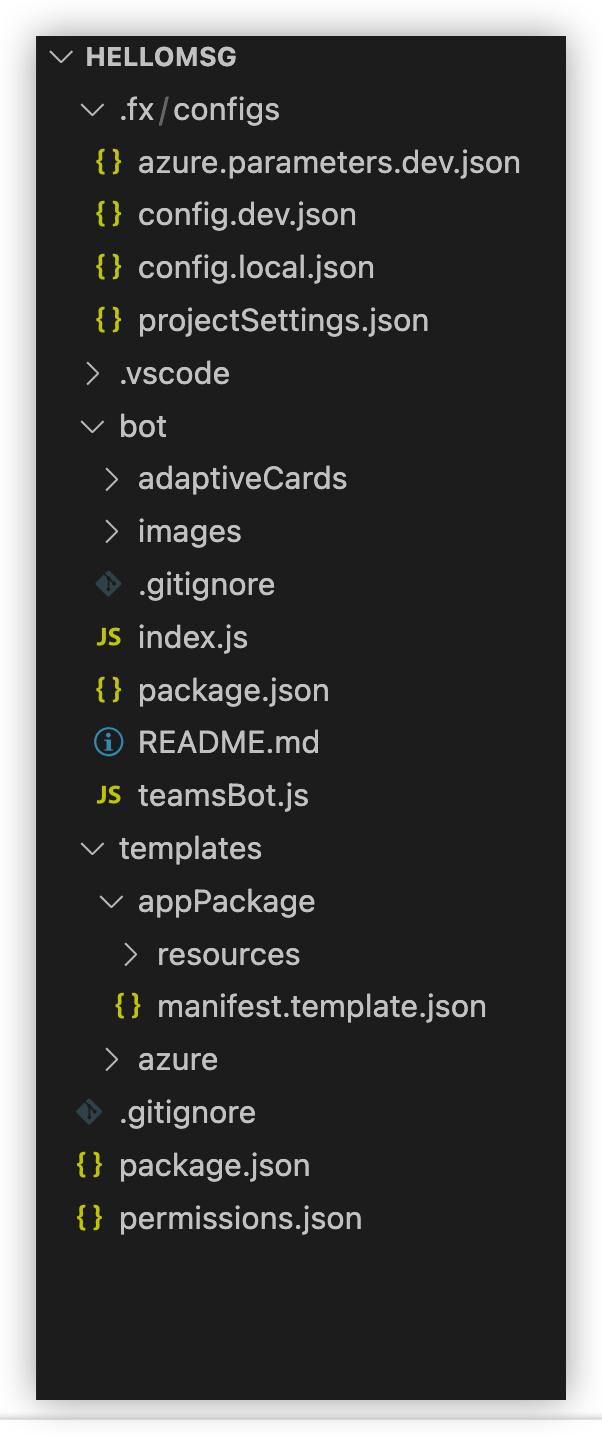 HELLOMSG
.fx/configs
{} azure.parameters.dev.json
{} config.dev.json
{} config.local.json
{} projectSettings.json
.vscode
bot
adaptiveCards
images
.gitignore
JS index.js
{} package.json
README.md
JS teamsBot.js
templates
appPackage
resources
{} manifest.template.json
azure
.gitignore
{} package.json
{} permissions.json